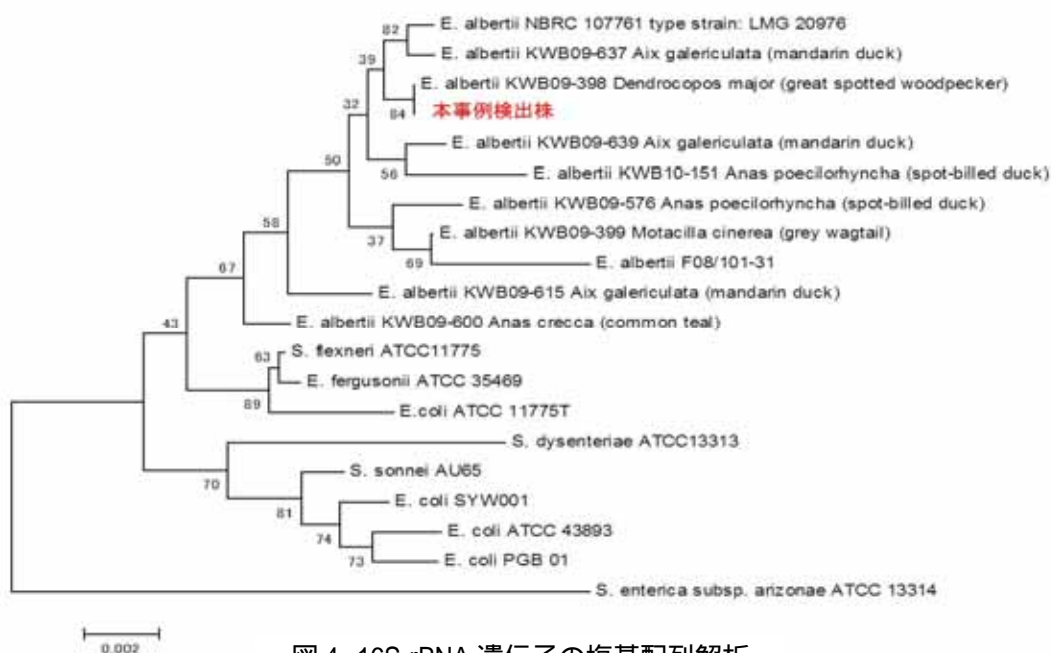 E. albertii NBRC 107761 type strain: LMG 20976
82
E. albertii KWB09-637 Aix galericulata (mandarin duck)
39
E. albertii KWB09-398 Dendrocopos major (great spotted woodpecker)
84 本事例検出株
32
E. albertii KWB09-639 Aix galericulata (mandarin duck)
56
E. albertii KWB10-151 Anas poecilorhyncha (spot-billed duck)
50
E. albertii KWB09-576 Anas poecilorhyncha (spot-billed duck)
37
E. albertii KWB09-399 Motacilla cinerea (grey wagtail)
69
E. albertii F08/101-31
58
E. albertii KWB09-615 Aix galericulata (mandarin duck)
67
E. albertii KWB09-600 Anas crecca (common teal)
43
S. flexneri ATCC11775
63
E. fergusonii ATCC 35469
89
E.coli ATCC 11775T
S. dysenteriae ATCC13313
70
S. sonnei AU65
81
E. coli SYW001
74
E. coli ATCC 43893
73
E. coli PGB 01
S. enterica subsp. arizonae ATCC 13314
0.002
図 4 16S rRNA 遺伝子の塩基配列解析